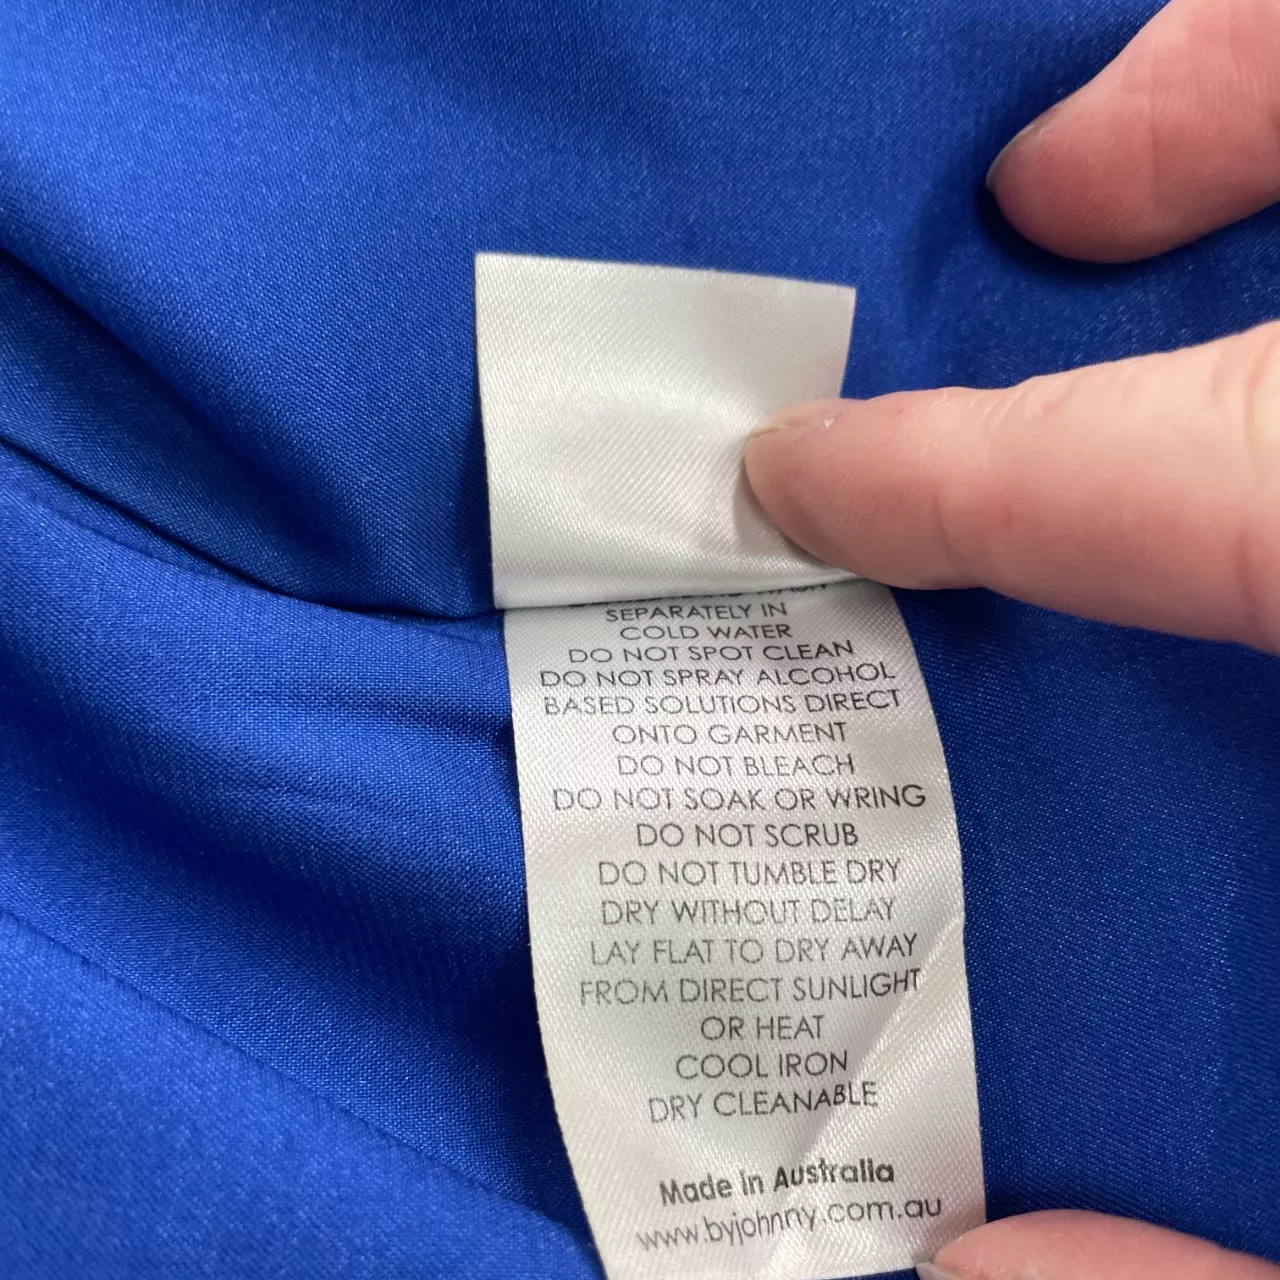 SEPARATELY IN
COLD WATER
DO NOT SPOT CLEAN
DO NOT SPRAY ALCOHOL
BASED SOLUTIONS DIRECT
ONTO GARMENT
DO NOT BLEACH
DO NOT SOAK OR WRING
DO NOT SCRUB
DO NOT TUMBLE DRY
DRY WITHOUT DELAY
LAY FLAT TO DRY AWAY
FROM DIRECT SUNLIGHT
OR HEAT
COOL IRON
DRY CLEANABLE
Made in Australia
www.byjohnny.com.au